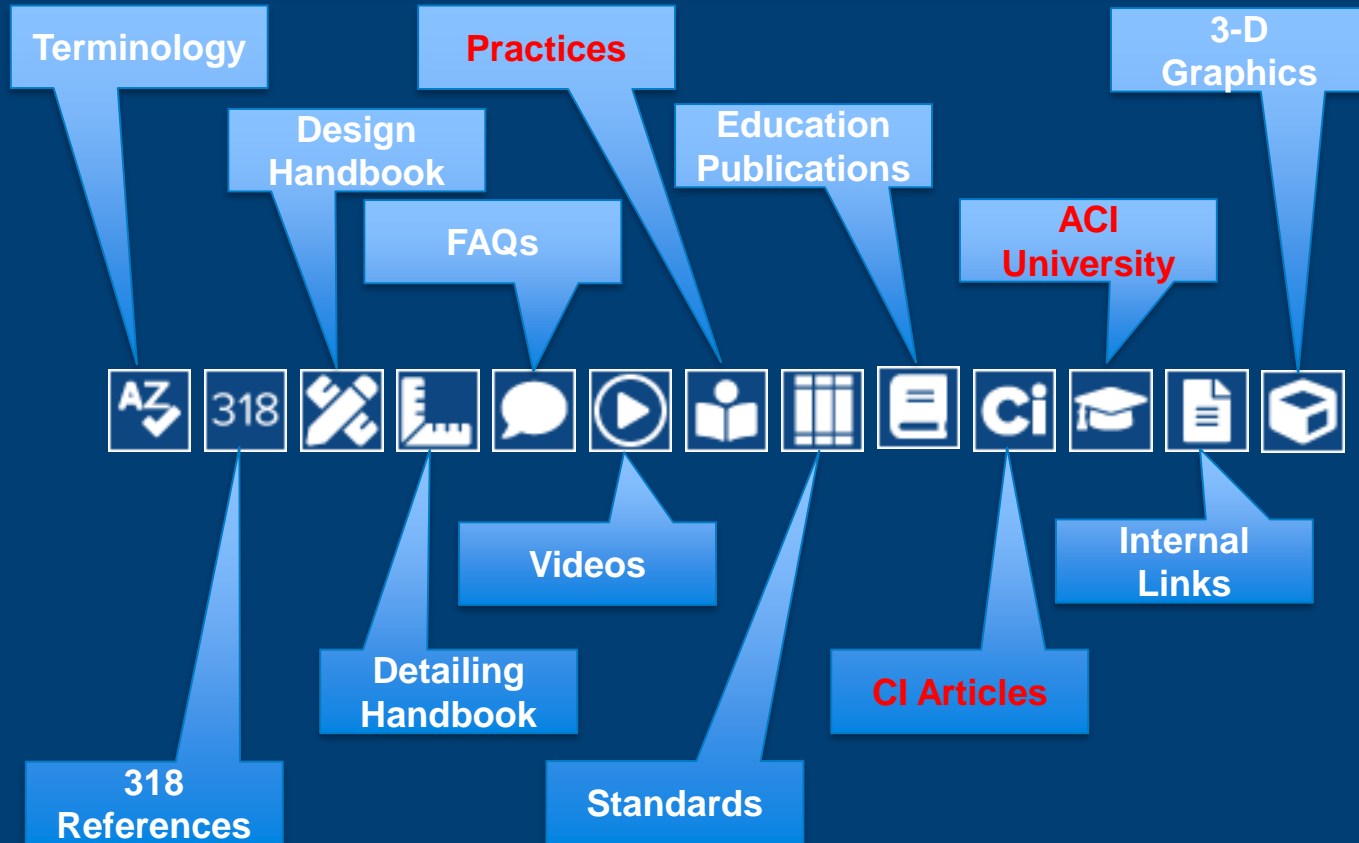 Terminology
Practices
3-D
Graphics
Design
Handbook
Education
Publications
FAQs
ACI
University
AZ
318
Ci
Videos
Internal
Links
Detailing
Handbook
CI Articles
318
References
Standards